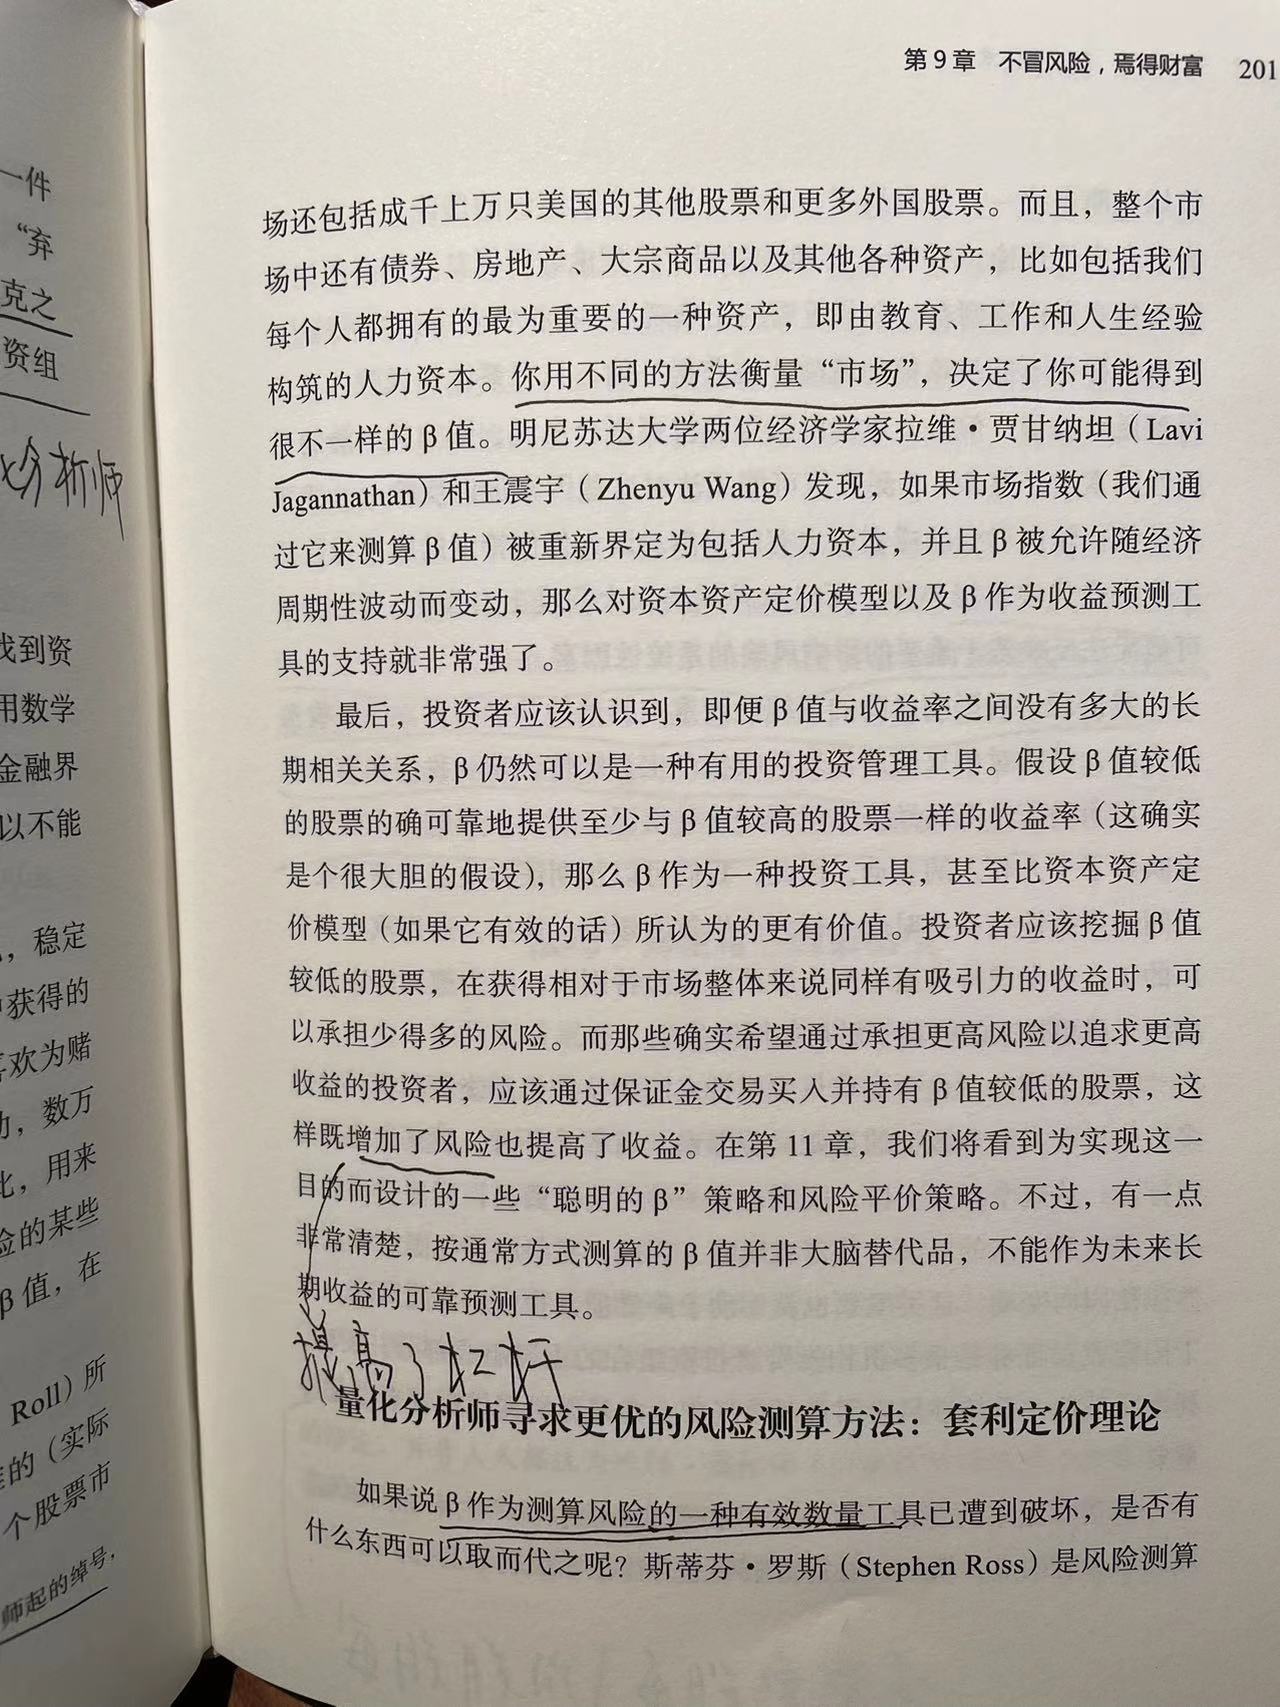 一件
“弃
克之
资组
化分析师
找到资
用数学
金融界
以不能
，稳定
获得的
喜欢为赌
，数万
此，用来
险的某些
β值，在
Roll）所
的（实际
个股票市
师起的绰号，
第9章 不冒风险，焉得财富 201
场还包括成千上万只美国的其他股票和更多外国股票。而且，整个市
场中还有债券、房地产、大宗商品以及其他各种资产，比如包括我们
每个人都拥有的最为重要的一种资产，即由教育、工作和人生经验
构筑的人力资本。你用不同的方法衡量“市场”，决定了你可能得到
很不一样的β值。明尼苏达大学两位经济学家拉维·贾甘纳坦（Lavi
Jagannathan）和王震宇（Zhenyu Wang）发现，如果市场指数（我们通
过它来测算β值）被重新界定为包括人力资本，并且β被允许随经济
周期性波动而变动，那么对资本资产定价模型以及β作为收益预测工
具的支持就非常强了。
最后，投资者应该认识到，即便β值与收益率之间没有多大的长
期相关关系，β仍然可以是一种有用的投资管理工具。假设β值较低
的股票的确可靠地提供至少与β值较高的股票一样的收益率（这确实
是个很大胆的假设），那么β作为一种投资工具，甚至比资本资产定
价模型（如果它有效的话）所认为的更有价值。投资者应该挖掘β值
较低的股票，在获得相对于市场整体来说同样有吸引力的收益时，可
以承担少得多的风险。而那些确实希望通过承担更高风险以追求更高
收益的投资者，应该通过保证金交易买入并持有β值较低的股票，这
样既增加了风险也提高了收益。在第11章，我们将看到为实现这一
目的而设计的一些“聪明的β”策略和风险平价策略。不过，有一点
非常清楚，按通常方式测算的β值并非大脑替代品，不能作为未来长
期收益的可靠预测工具。
提高了杠杆
量化分析师寻求更优的风险测算方法：套利定价理论
如果说β作为测算风险的一种有效数量工具已遭到破坏，是否有
什么东西可以取而代之呢？斯蒂芬·罗斯（Stephen Ross）是风险测算